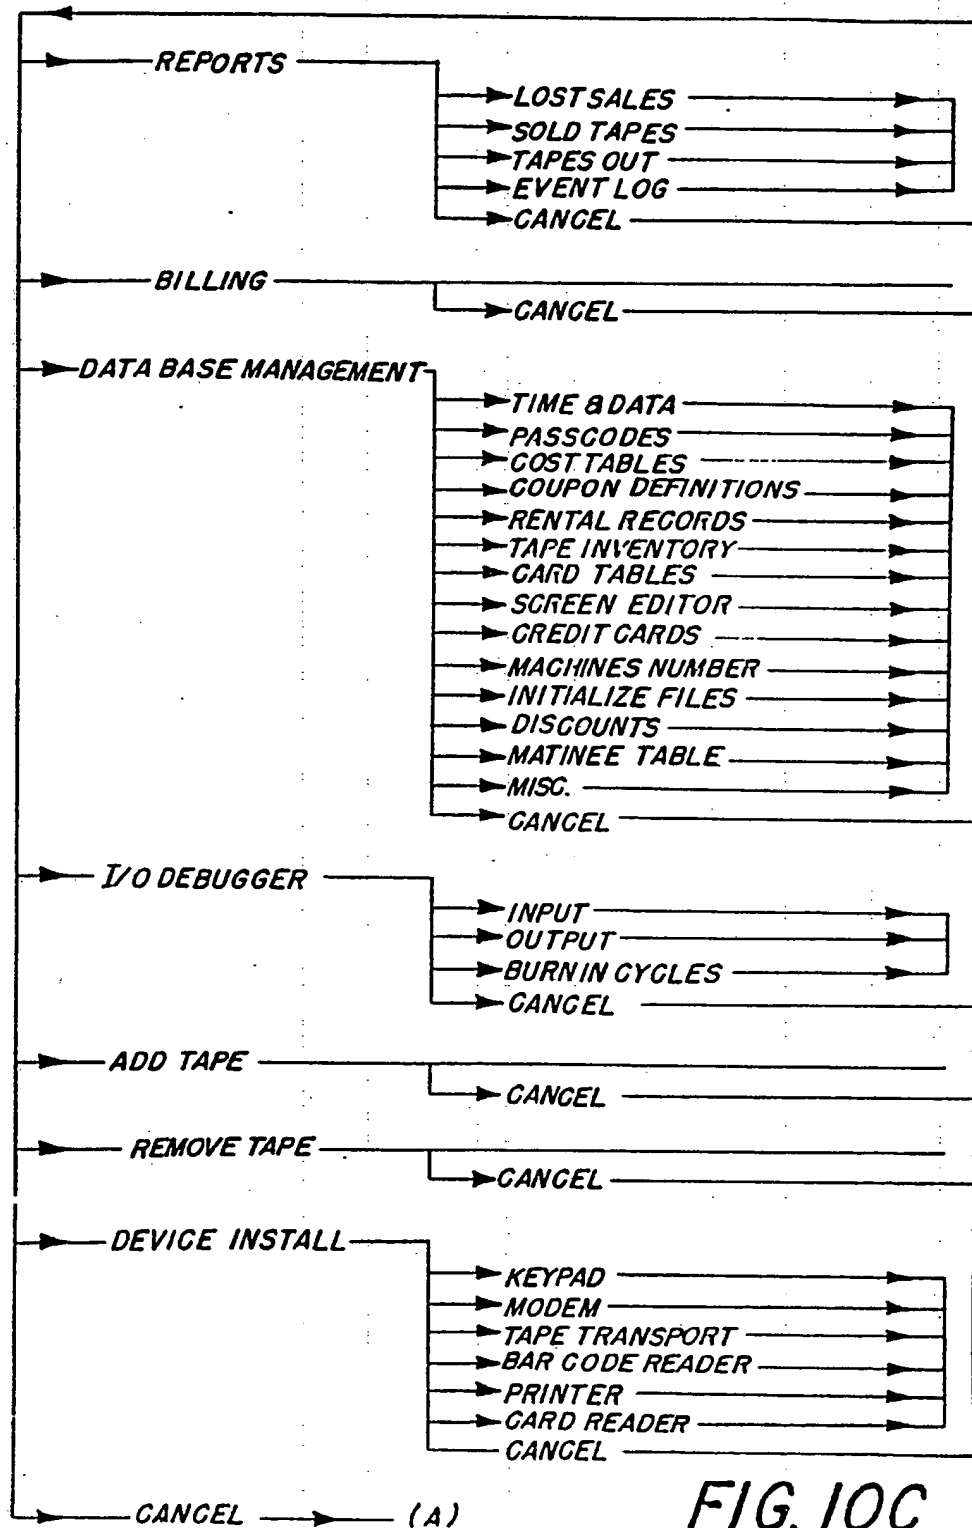 REPORTS
LOST SALES
SOLD TAPES
TAPES OUT
EVENT LOG
CANCEL
BILLING
CANCEL
DATA BASE MANAGEMENT
TIME & DATA
PASSCODES
COST TABLES
COUPON DEFINITIONS
RENTAL RECORDS
TAPE INVENTORY
CARD TABLES
SCREEN EDITOR
CREDIT CARDS
MACHINES NUMBER
INITIALIZE FILES
DISCOUNTS
MATINEE TABLE
MISC.
CANCEL
I/O DEBUGGER
INPUT
OUTPUT
BURN IN CYCLES
CANCEL
ADD TAPE
CANCEL
REMOVE TAPE
CANCEL
DEVICE INSTALL
KEYPAD
MODEM
TAPE TRANSPORT
BAR CODE READER
PRINTER
CARD READER
CANCEL
CANCEL (A)
FIG. 10C